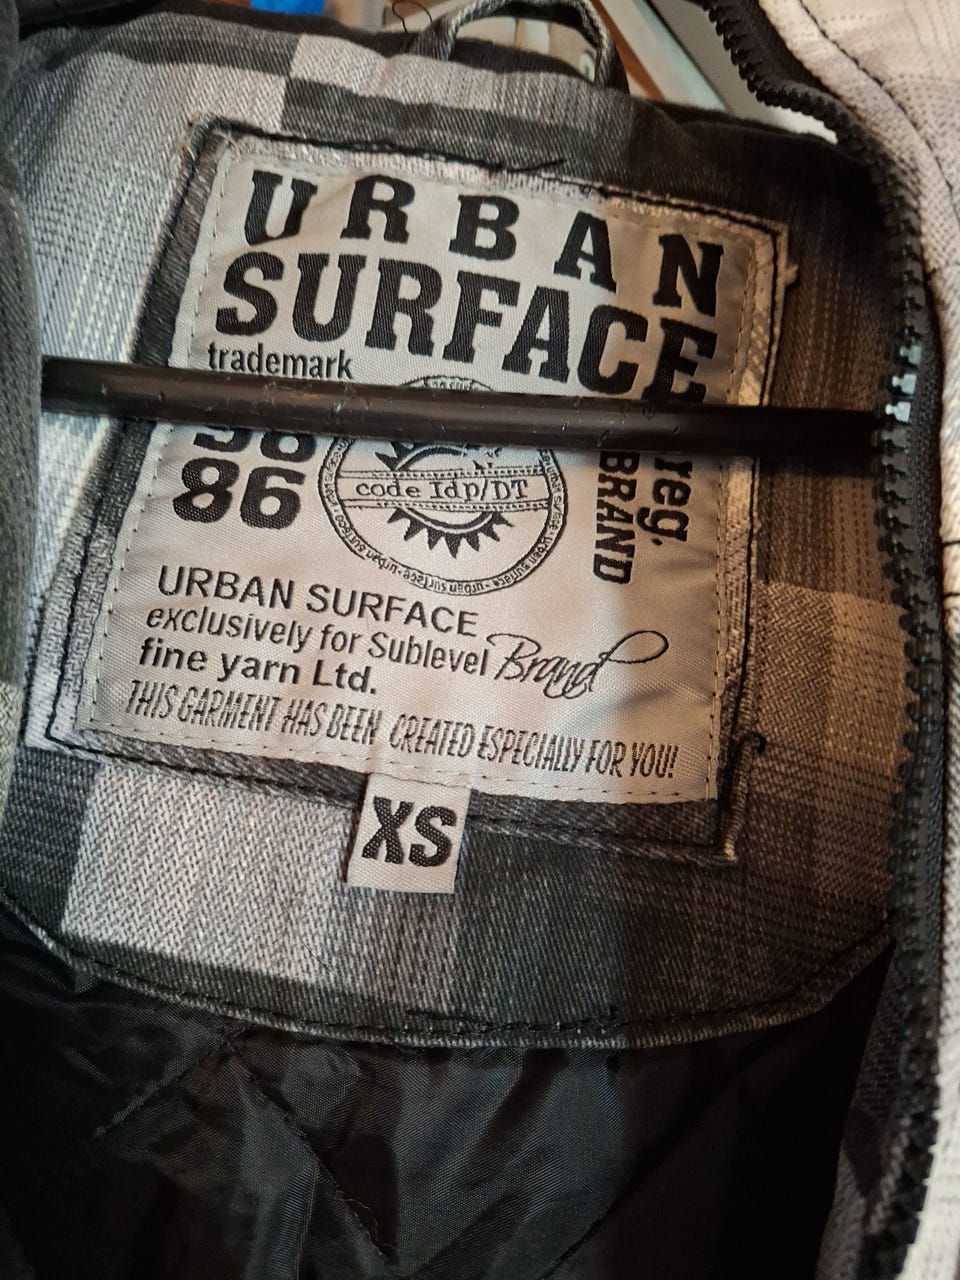 URBAN
SURFACE
trademark
86
code Idp/DT
reg.
BRAND
URBAN SURFACE
exclusively for Sublevel Brand
fine yarn Ltd.
THIS GARMENT HAS BEEN CREATED ESPECIALLY FOR YOU!
XS